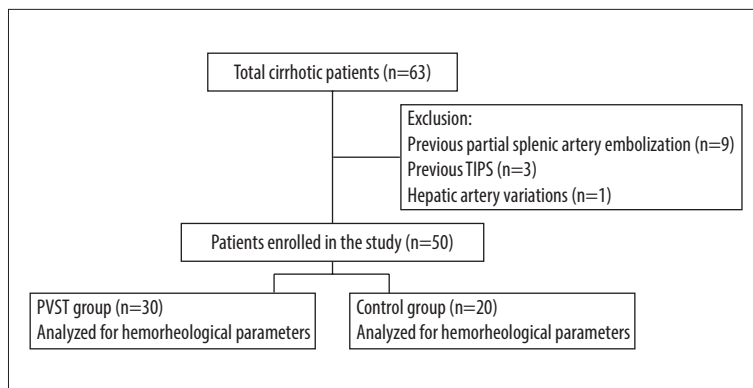 Total cirrhotic patients (n=63)
Exclusion:
Previous partial splenic artery embolization (n=9)
Previous TIPS (n=3)
Hepatic artery variations (n=1)
Patients enrolled in the study (n=50)
PVST group (n=30)
Analyzed for hemorheological parameters
Control group (n=20)
Analyzed for hemorheological parameters